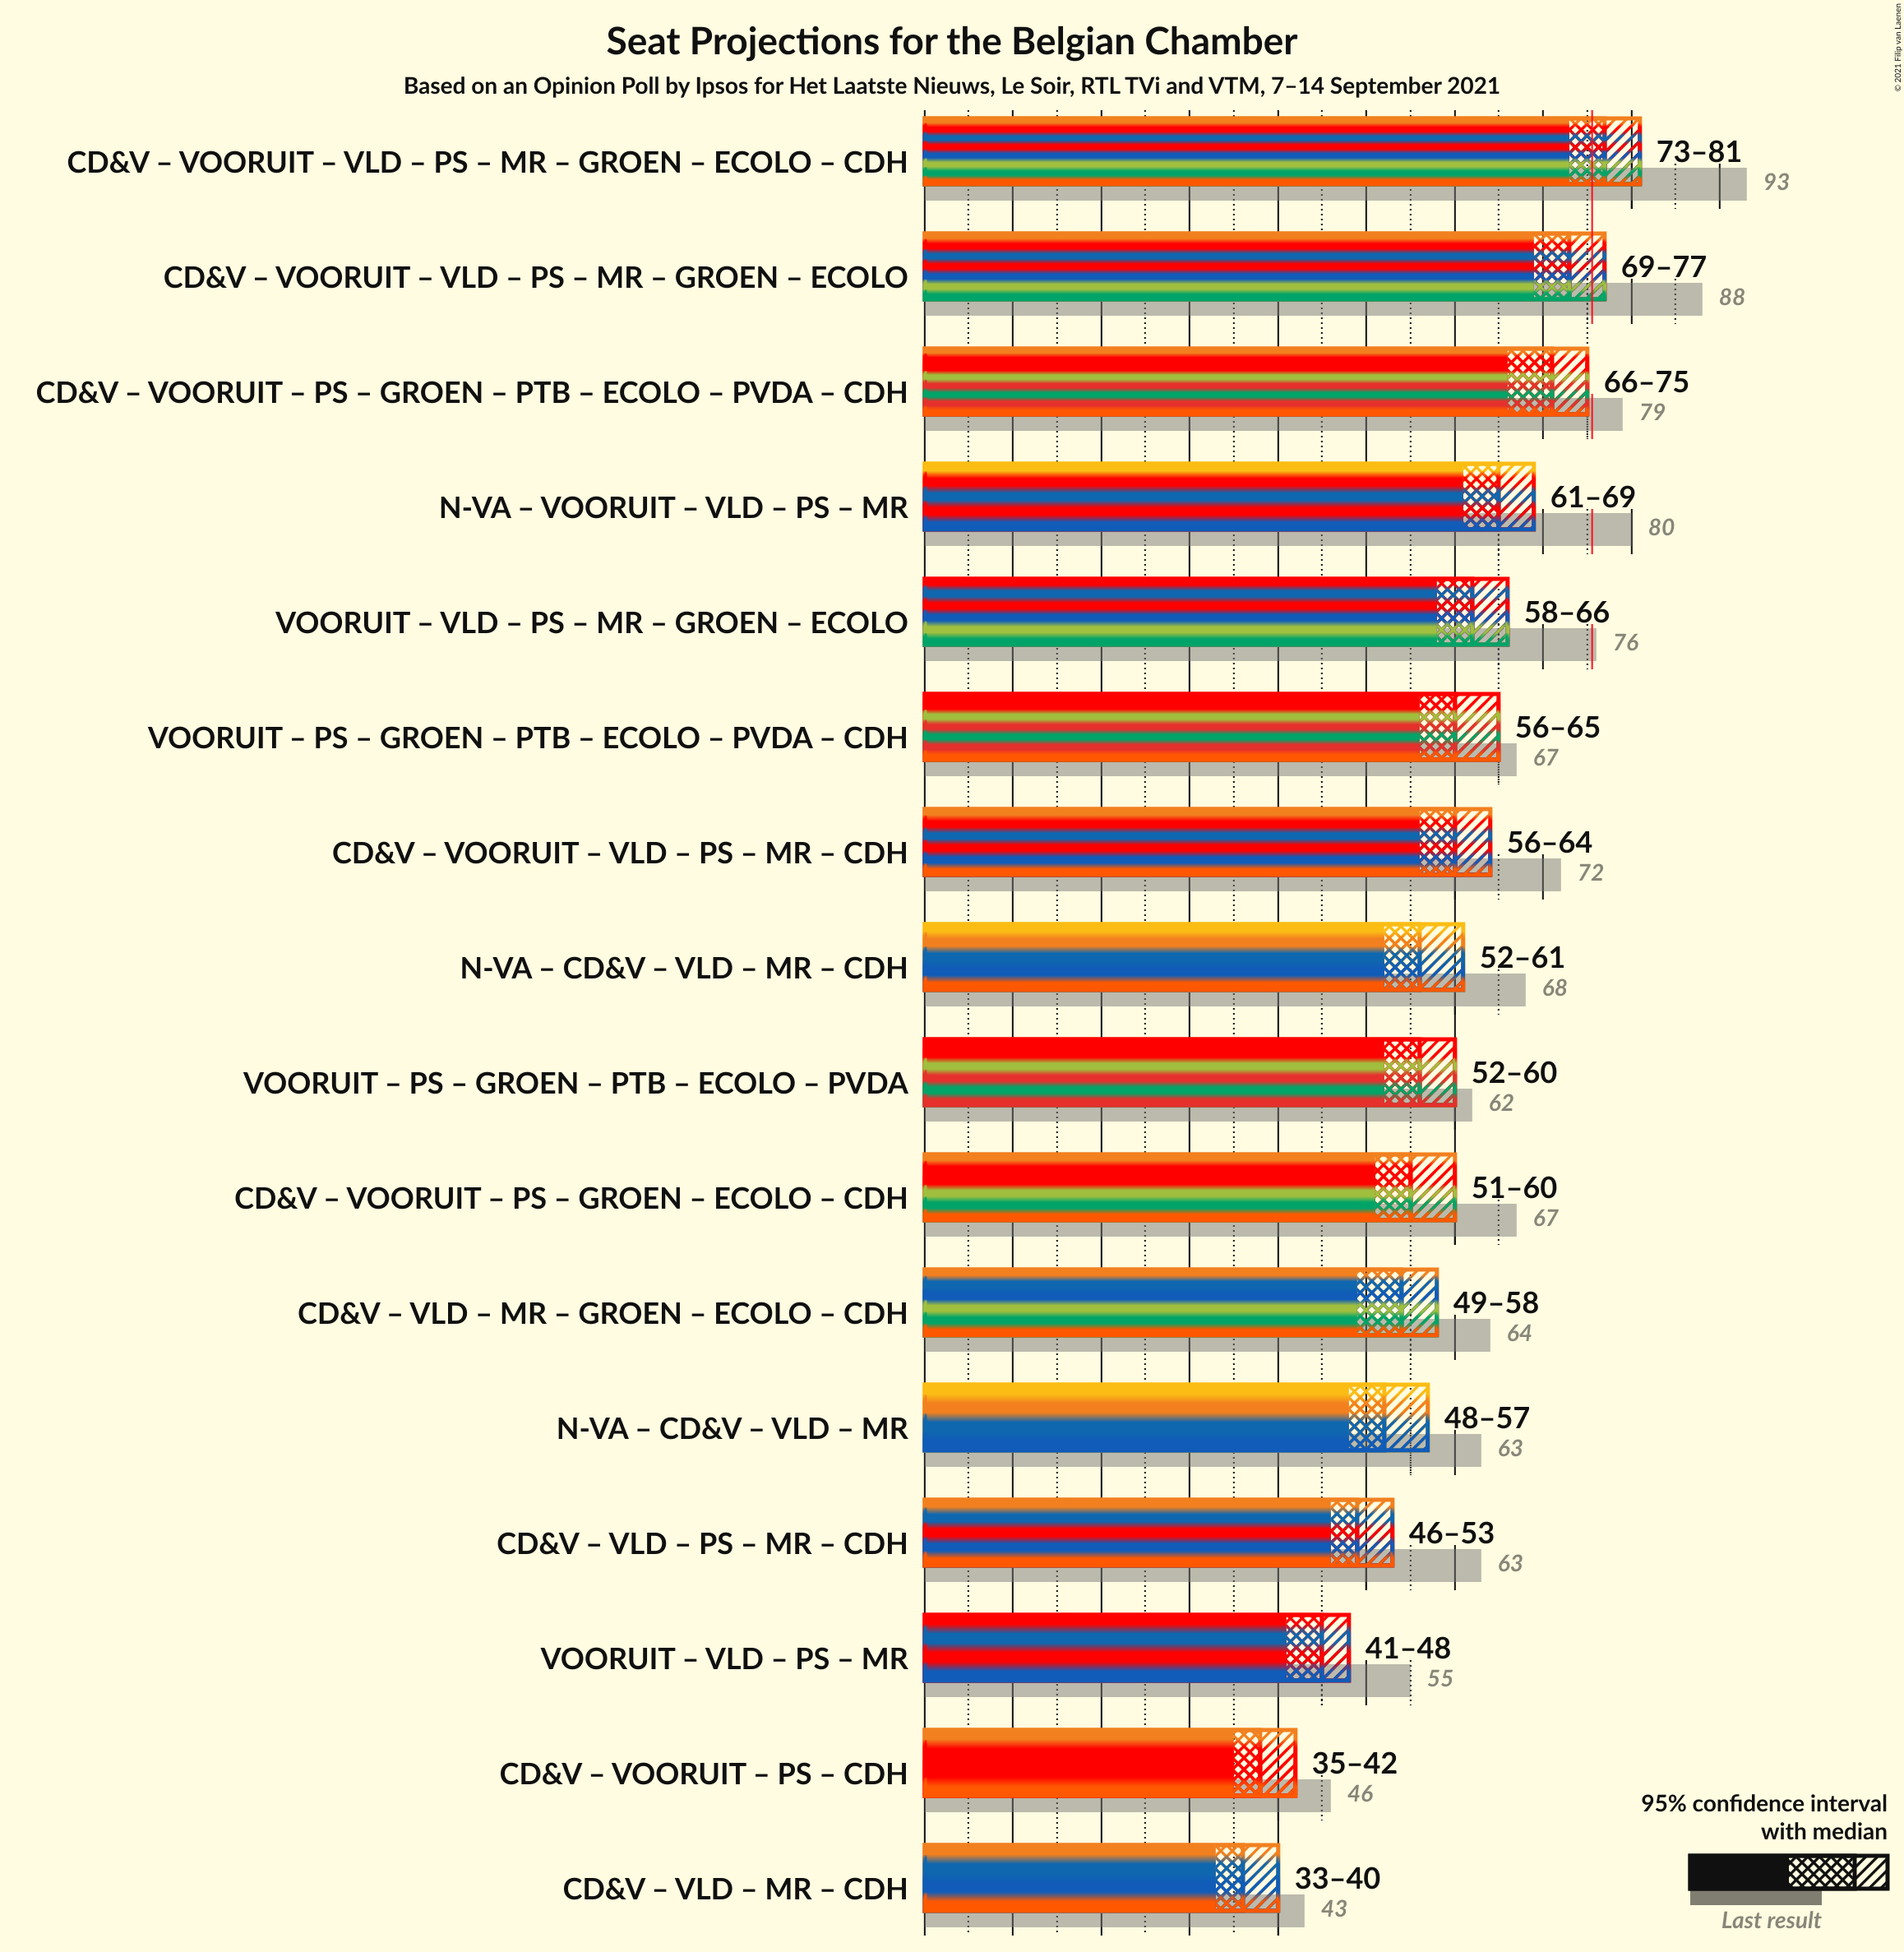 Seat Projections for the Belgian Chamber
Based on an Opinion Poll by Ipsos for Het Laatste Nieuws, Le Soir, RTL TVi and VTM, 7–14 September 2021
© 2021 Filip van Laenen
CD&V – VOORUIT – VLD – PS – MR – GROEN – ECOLO – CDH
73–81
93
CD&V – VOORUIT – VLD – PS – MR – GROEN – ECOLO
69–77
88
CD&V – VOORUIT – PS – GROEN – PTB – ECOLO – PVDA – CDH
66–75
79
N-VA – VOORUIT – VLD – PS – MR
61–69
80
VOORUIT – VLD – PS – MR – GROEN – ECOLO
58–66
76
VOORUIT – PS – GROEN – PTB – ECOLO – PVDA – CDH
56–65
67
CD&V – VOORUIT – VLD – PS – MR – CDH
56–64
72
N-VA – CD&V – VLD – MR – CDH
52–61
68
VOORUIT – PS – GROEN – PTB – ECOLO – PVDA
52–60
62
CD&V – VOORUIT – PS – GROEN – ECOLO – CDH
51–60
67
CD&V – VLD – MR – GROEN – ECOLO – CDH
49–58
64
N-VA – CD&V – VLD – MR
48–57
63
CD&V – VLD – PS – MR – CDH
46–53
63
VOORUIT – VLD – PS – MR
41–48
55
CD&V – VOORUIT – PS – CDH
35–42
46
CD&V – VLD – MR – CDH
33–40
43
95% confidence interval
with median
Last result